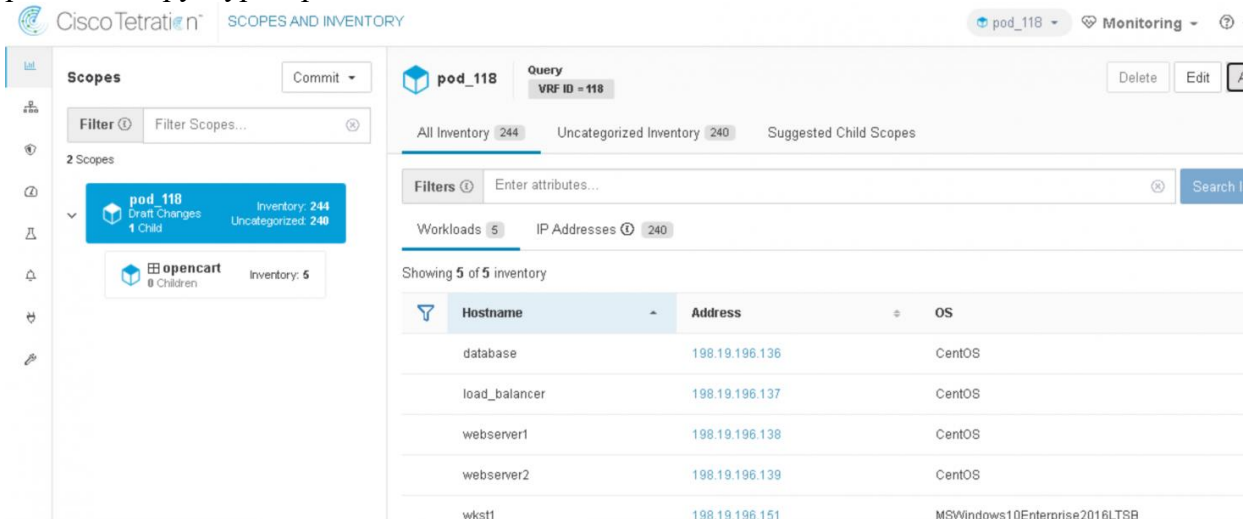 Cisco Tetration™ SCOPES AND INVENTORY
pod_118
Monitoring
Scopes
Commit
Filter
Filter Scopes...
2 Scopes
pod_118
Draft Changes
1 Child
Inventory: 244
Uncategorized: 240
opencart
0 Children
Inventory: 5
pod_118
Query
VRF ID = 118
Delete
Edit
All Inventory 244
Uncategorized Inventory 240
Suggested Child Scopes
Filters
Enter attributes...
Search
Workloads 5
IP Addresses 240
Showing 5 of 5 inventory
Hostname Address OS
database 198.19.196.136 CentOS
load_balancer 198.19.196.137 CentOS
webserver1 198.19.196.138 CentOS
webserver2 198.19.196.139 CentOS
wkst1 198.19.196.151 MSWindows10Enterprise2016LTSB